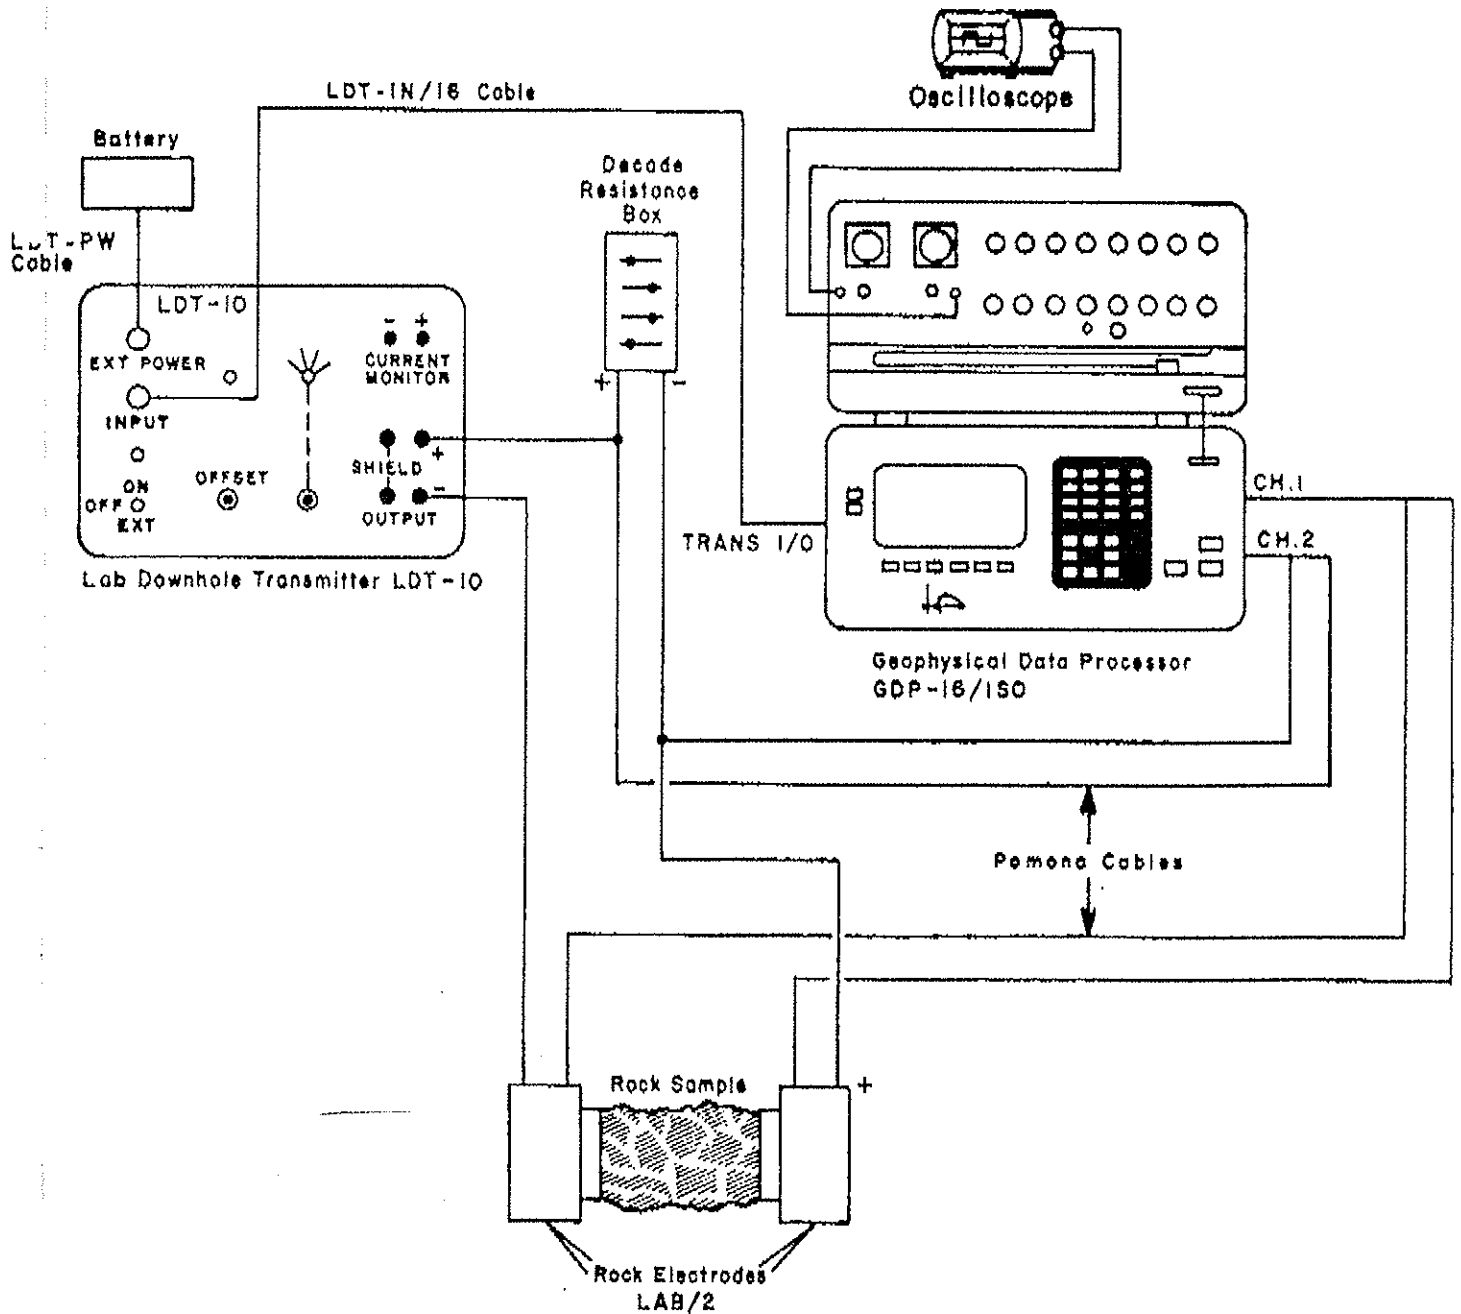 Oscilloscope
LDT-IN/16 Cable
Battery
Decade
Resistance
Box
LDT-PW
Cable
LDT-10
- +
EXT POWER
CURRENT
MONITOR
+ -
INPUT
+
SHIELD
ON
OFFSET
-
OFF
EXT
OUTPUT
CH.1
CH.2
TRANS I/O
Lab Downhole Transmitter LDT-10
Geophysical Data Processor
GDP-16/ISO
Pomona Cables
Rock Sample
+
Rock Electrodes
LAB/2